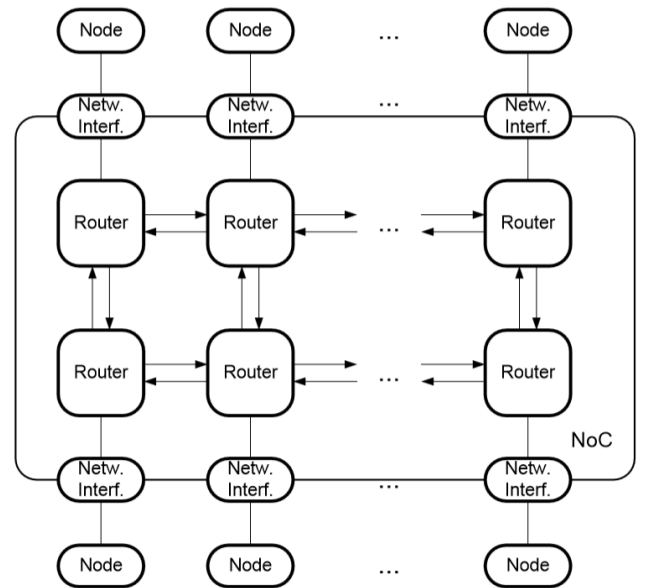 Node Node ... Node
Netw. Netw. ... Netw.
Interf. Interf. Interf.
Router Router ... Router
Router Router ... Router
NoC
Netw. Netw. Netw.
Interf. Interf. ... Interf.
Node Node ... Node